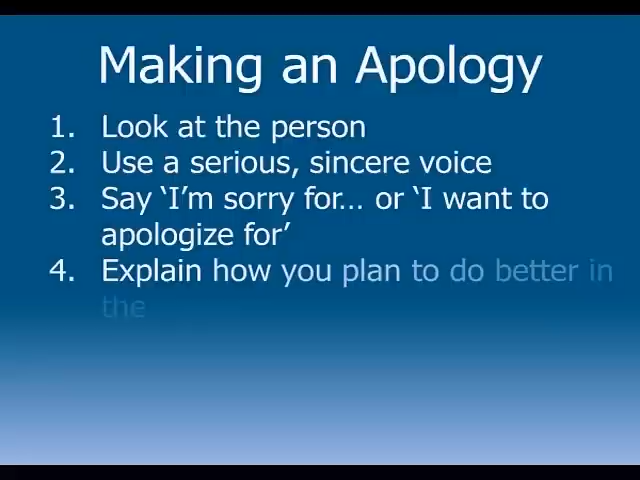 Making an Apology
1. Look at the person
2. Use a serious, sincere voice
3. Say ‘I’m sorry for… or ‘I want to
apologize for’
4. Explain how you plan to do better in
the